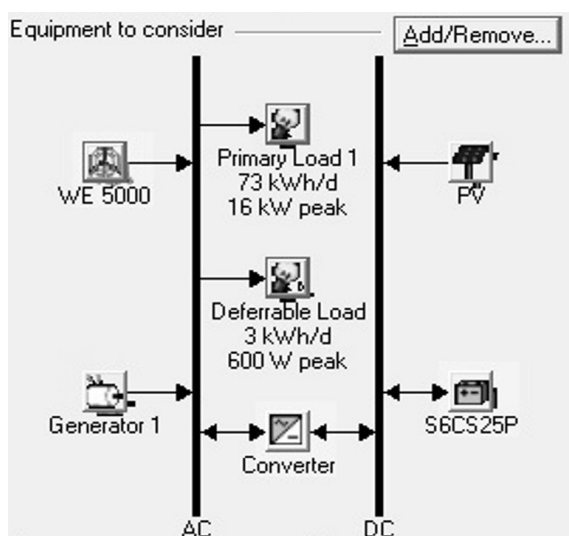 Equipment to consider
Add/Remove...
Primary Load 1
73 kWh/d
16 kW peak
WE 5000
PV
Deferrable Load
3 kWh/d
600 W peak
Generator 1
S6CS25P
Converter
AC
DC